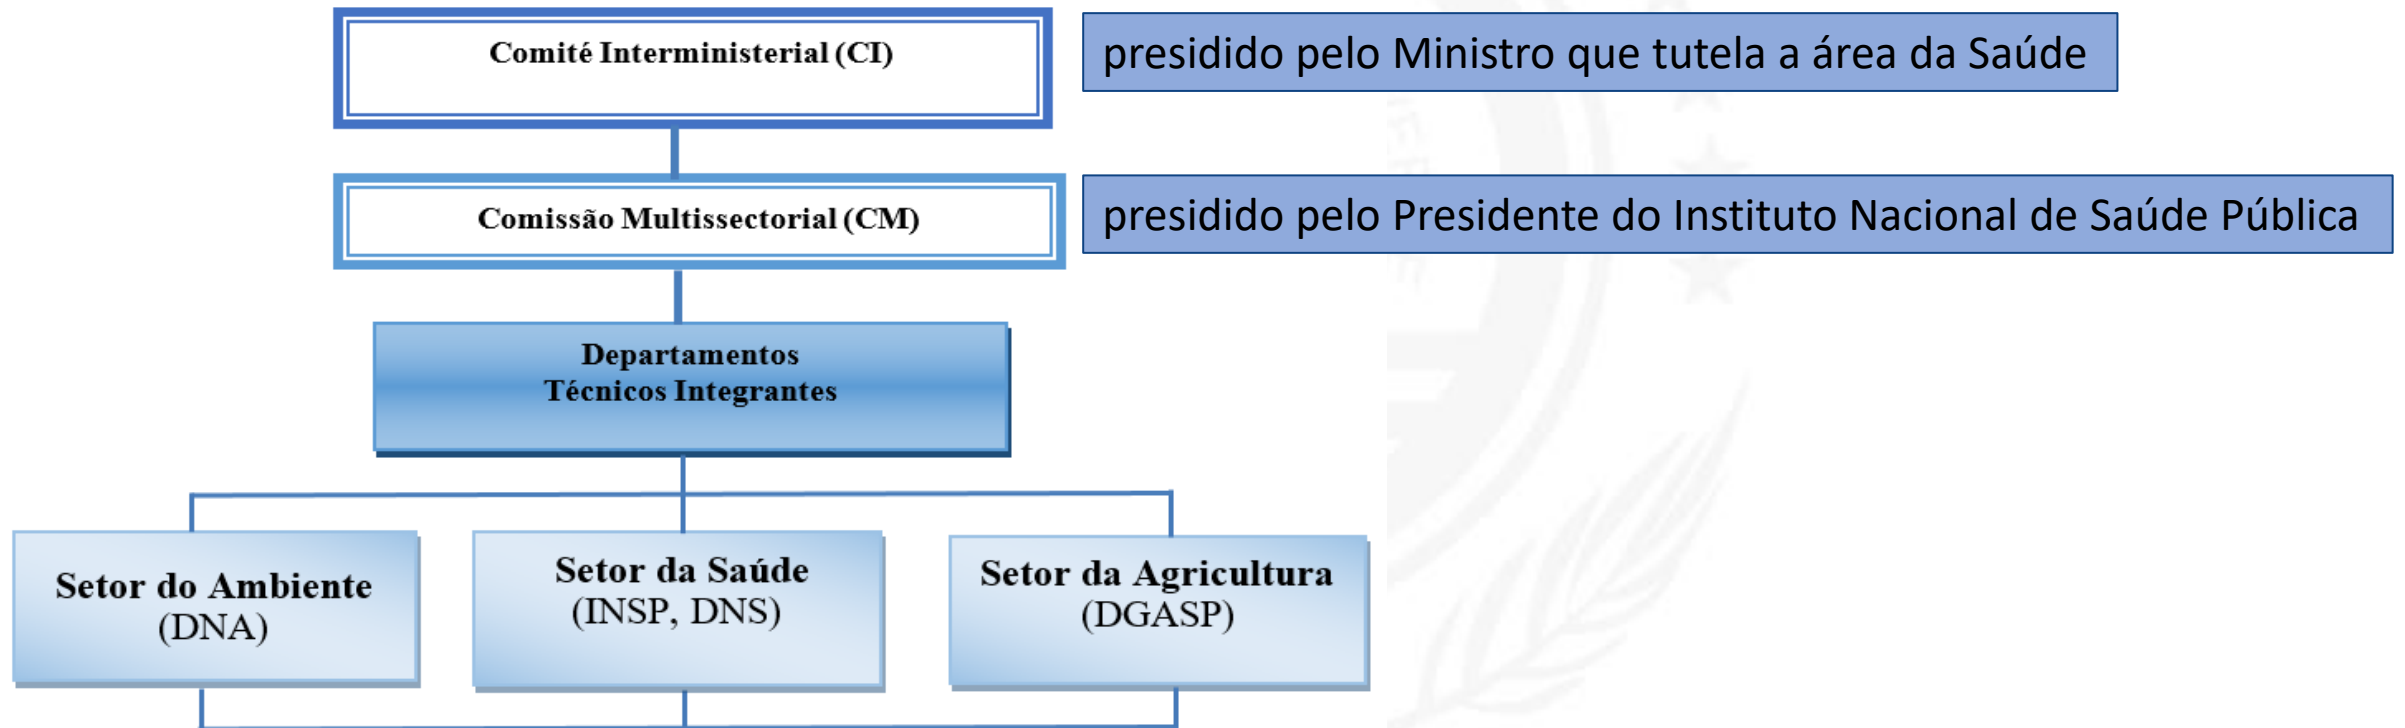 Comité Interministerial (CI)
presidido pelo Ministro que tutela a área da Saúde
Comissão Multissectorial (CM)
presidido pelo Presidente do Instituto Nacional de Saúde Pública
Departamentos
Técnicos Integrantes
Setor do Ambiente
(DNA)
Setor da Saúde
(INSP, DNS)
Setor da Agricultura
(DGASP)